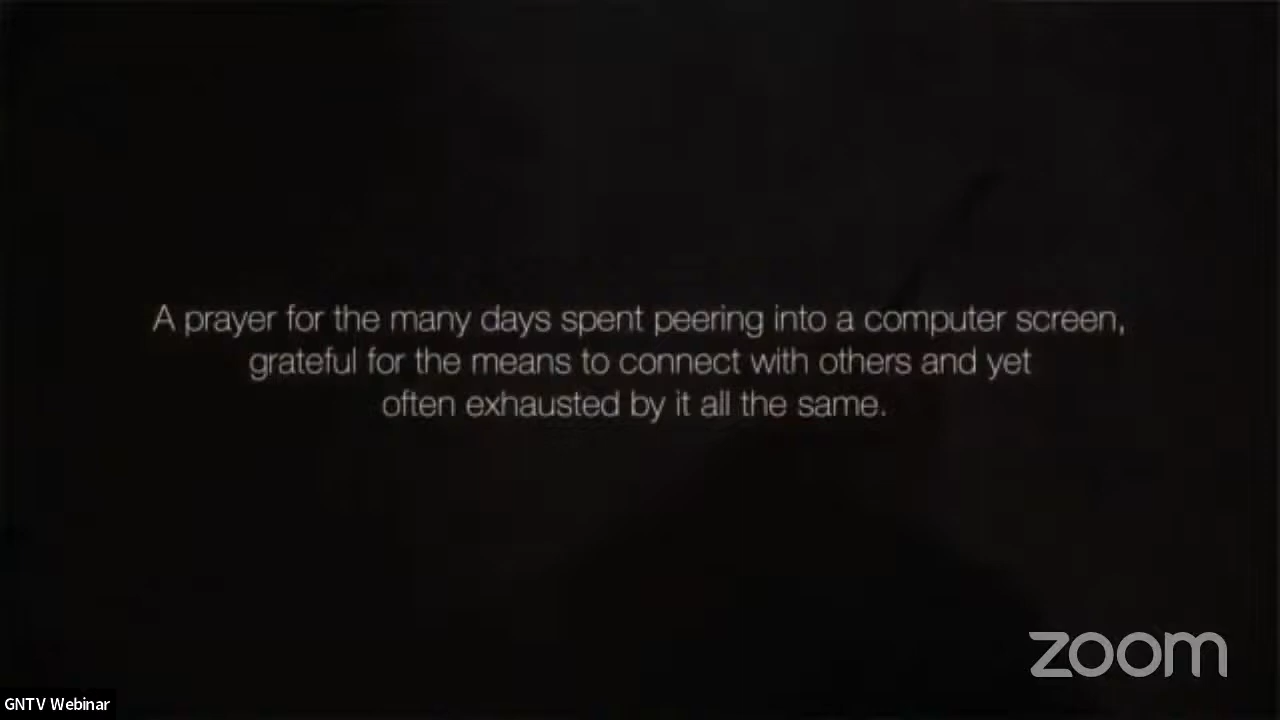 A prayer for the many days spent peering into a computer screen,
grateful for the means to connect with others and yet
often exhausted by it all the same.
zoom
GNTV Webinar